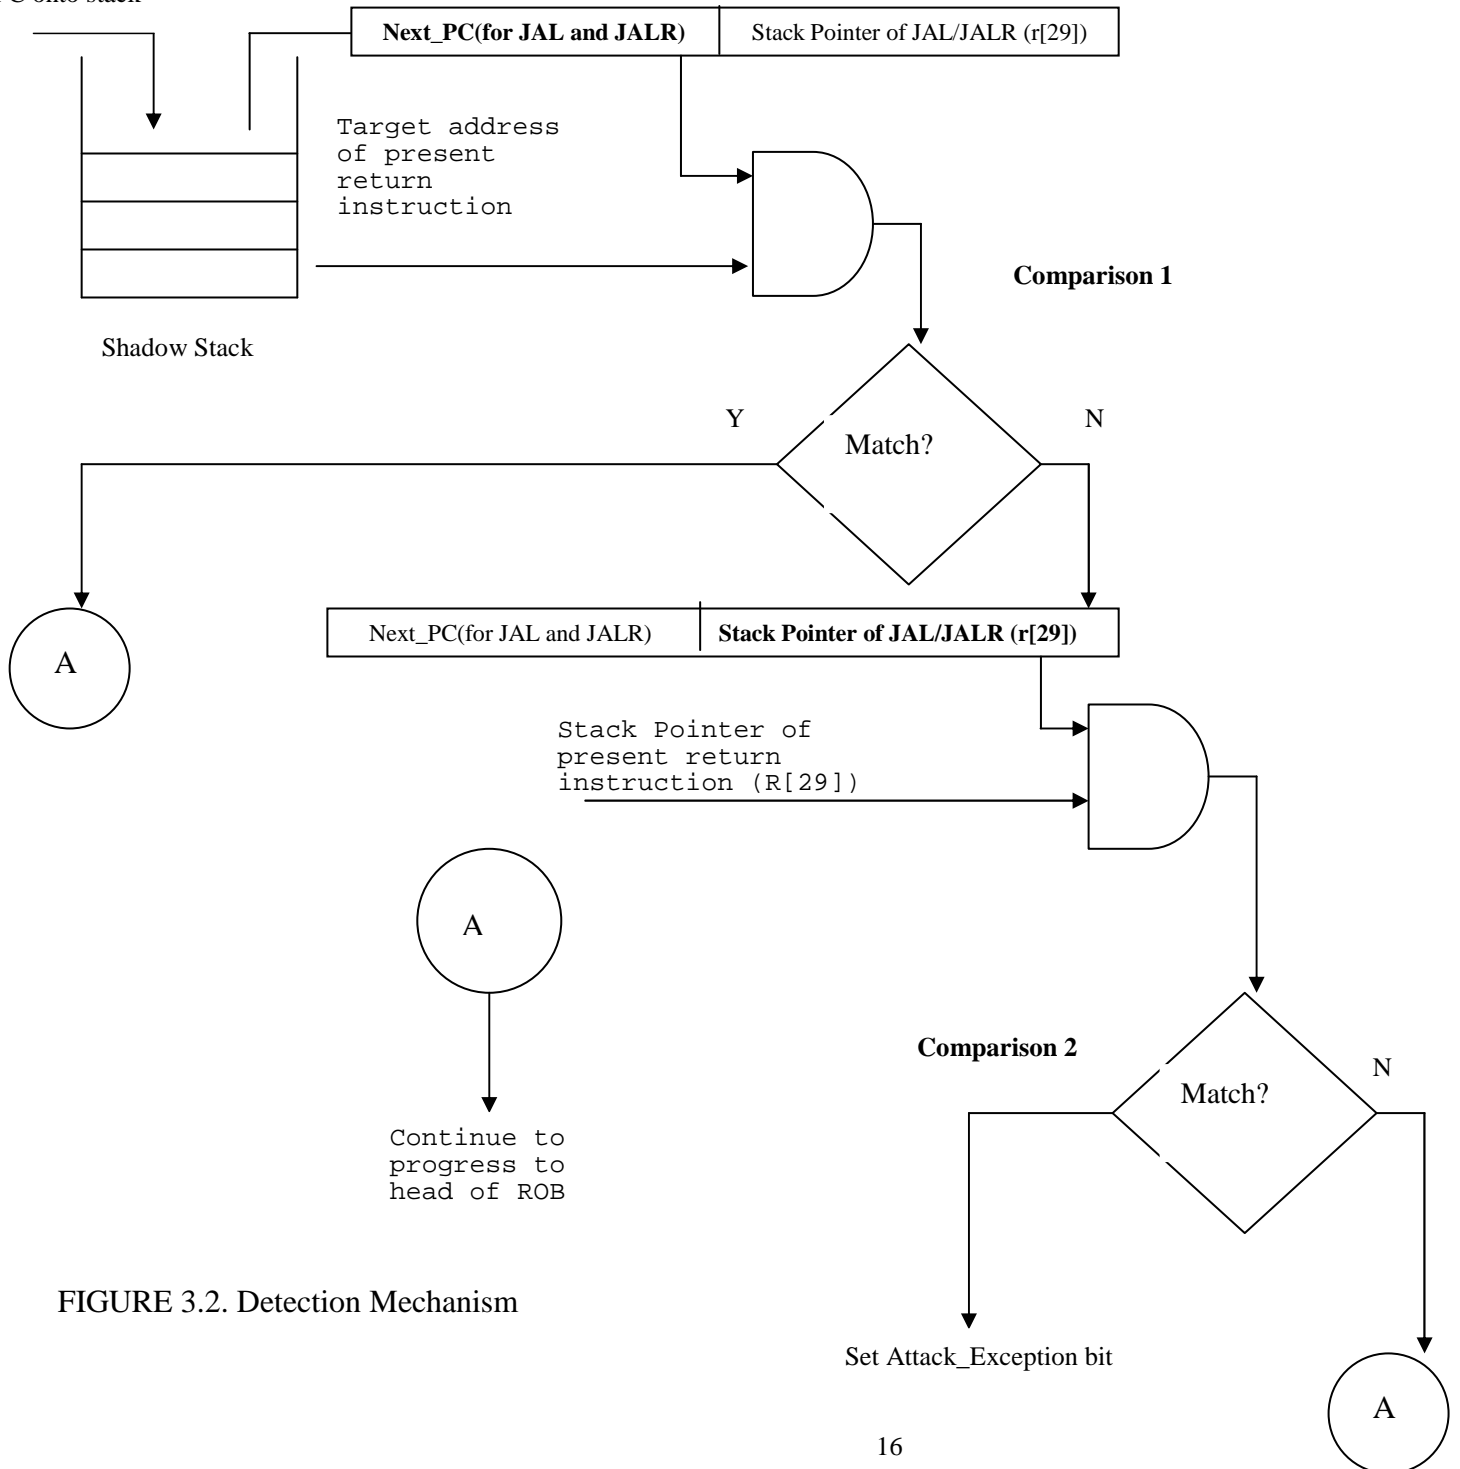 onto stack
Next_PC(for JAL and JALR) Stack Pointer of JAL/JALR (r[29])
Target address
of present
return
instruction
Comparison 1
Shadow Stack
Y
N
Match?
A
Next_PC(for JAL and JALR) Stack Pointer of JAL/JALR (r[29])
Stack Pointer of
present return
instruction (R[29])
A
Comparison 2
N
Match?
Continue to
progress to
head of ROB
FIGURE 3.2. Detection Mechanism
Set Attack_Exception bit
A
16